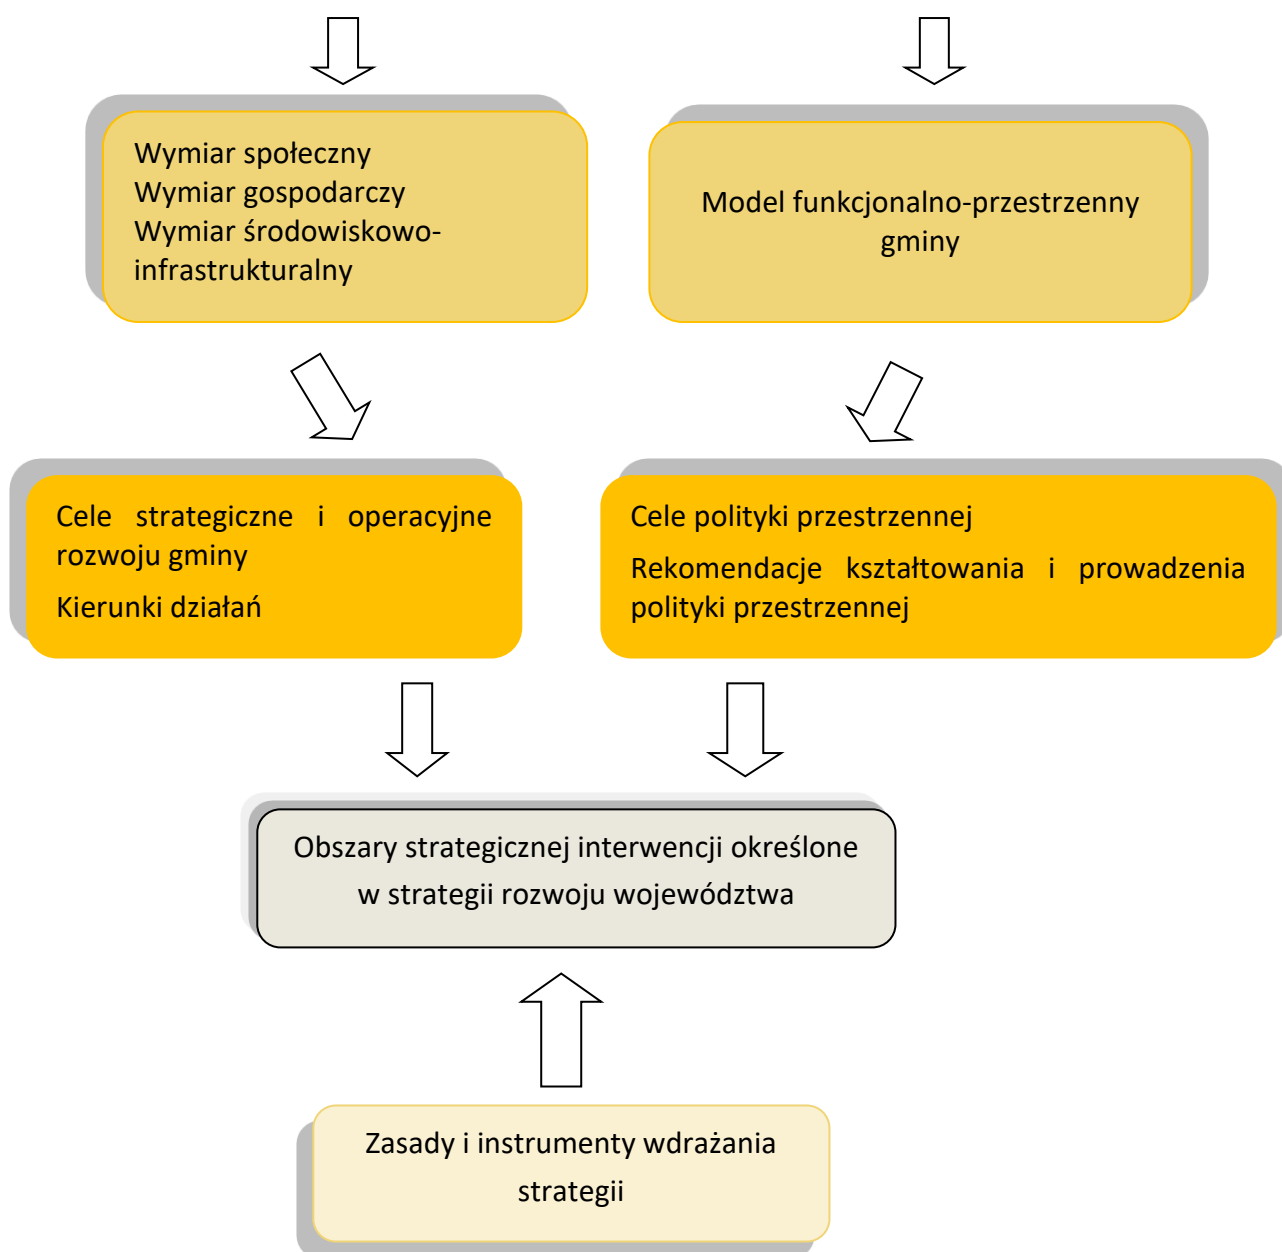 Wymiar społeczny
Wymiar gospodarczy
Wymiar środowiskowo-
infrastrukturalny
Model funkcjonalno-przestrzenny
gminy
Cele strategiczne i operacyjne
rozwoju gminy
Kierunki działań
Cele polityki przestrzennej
Rekomendacje kształtowania i prowadzenia
polityki przestrzennej
Obszary strategicznej interwencji określone
w strategii rozwoju województwa
Zasady i instrumenty wdrażania
strategii